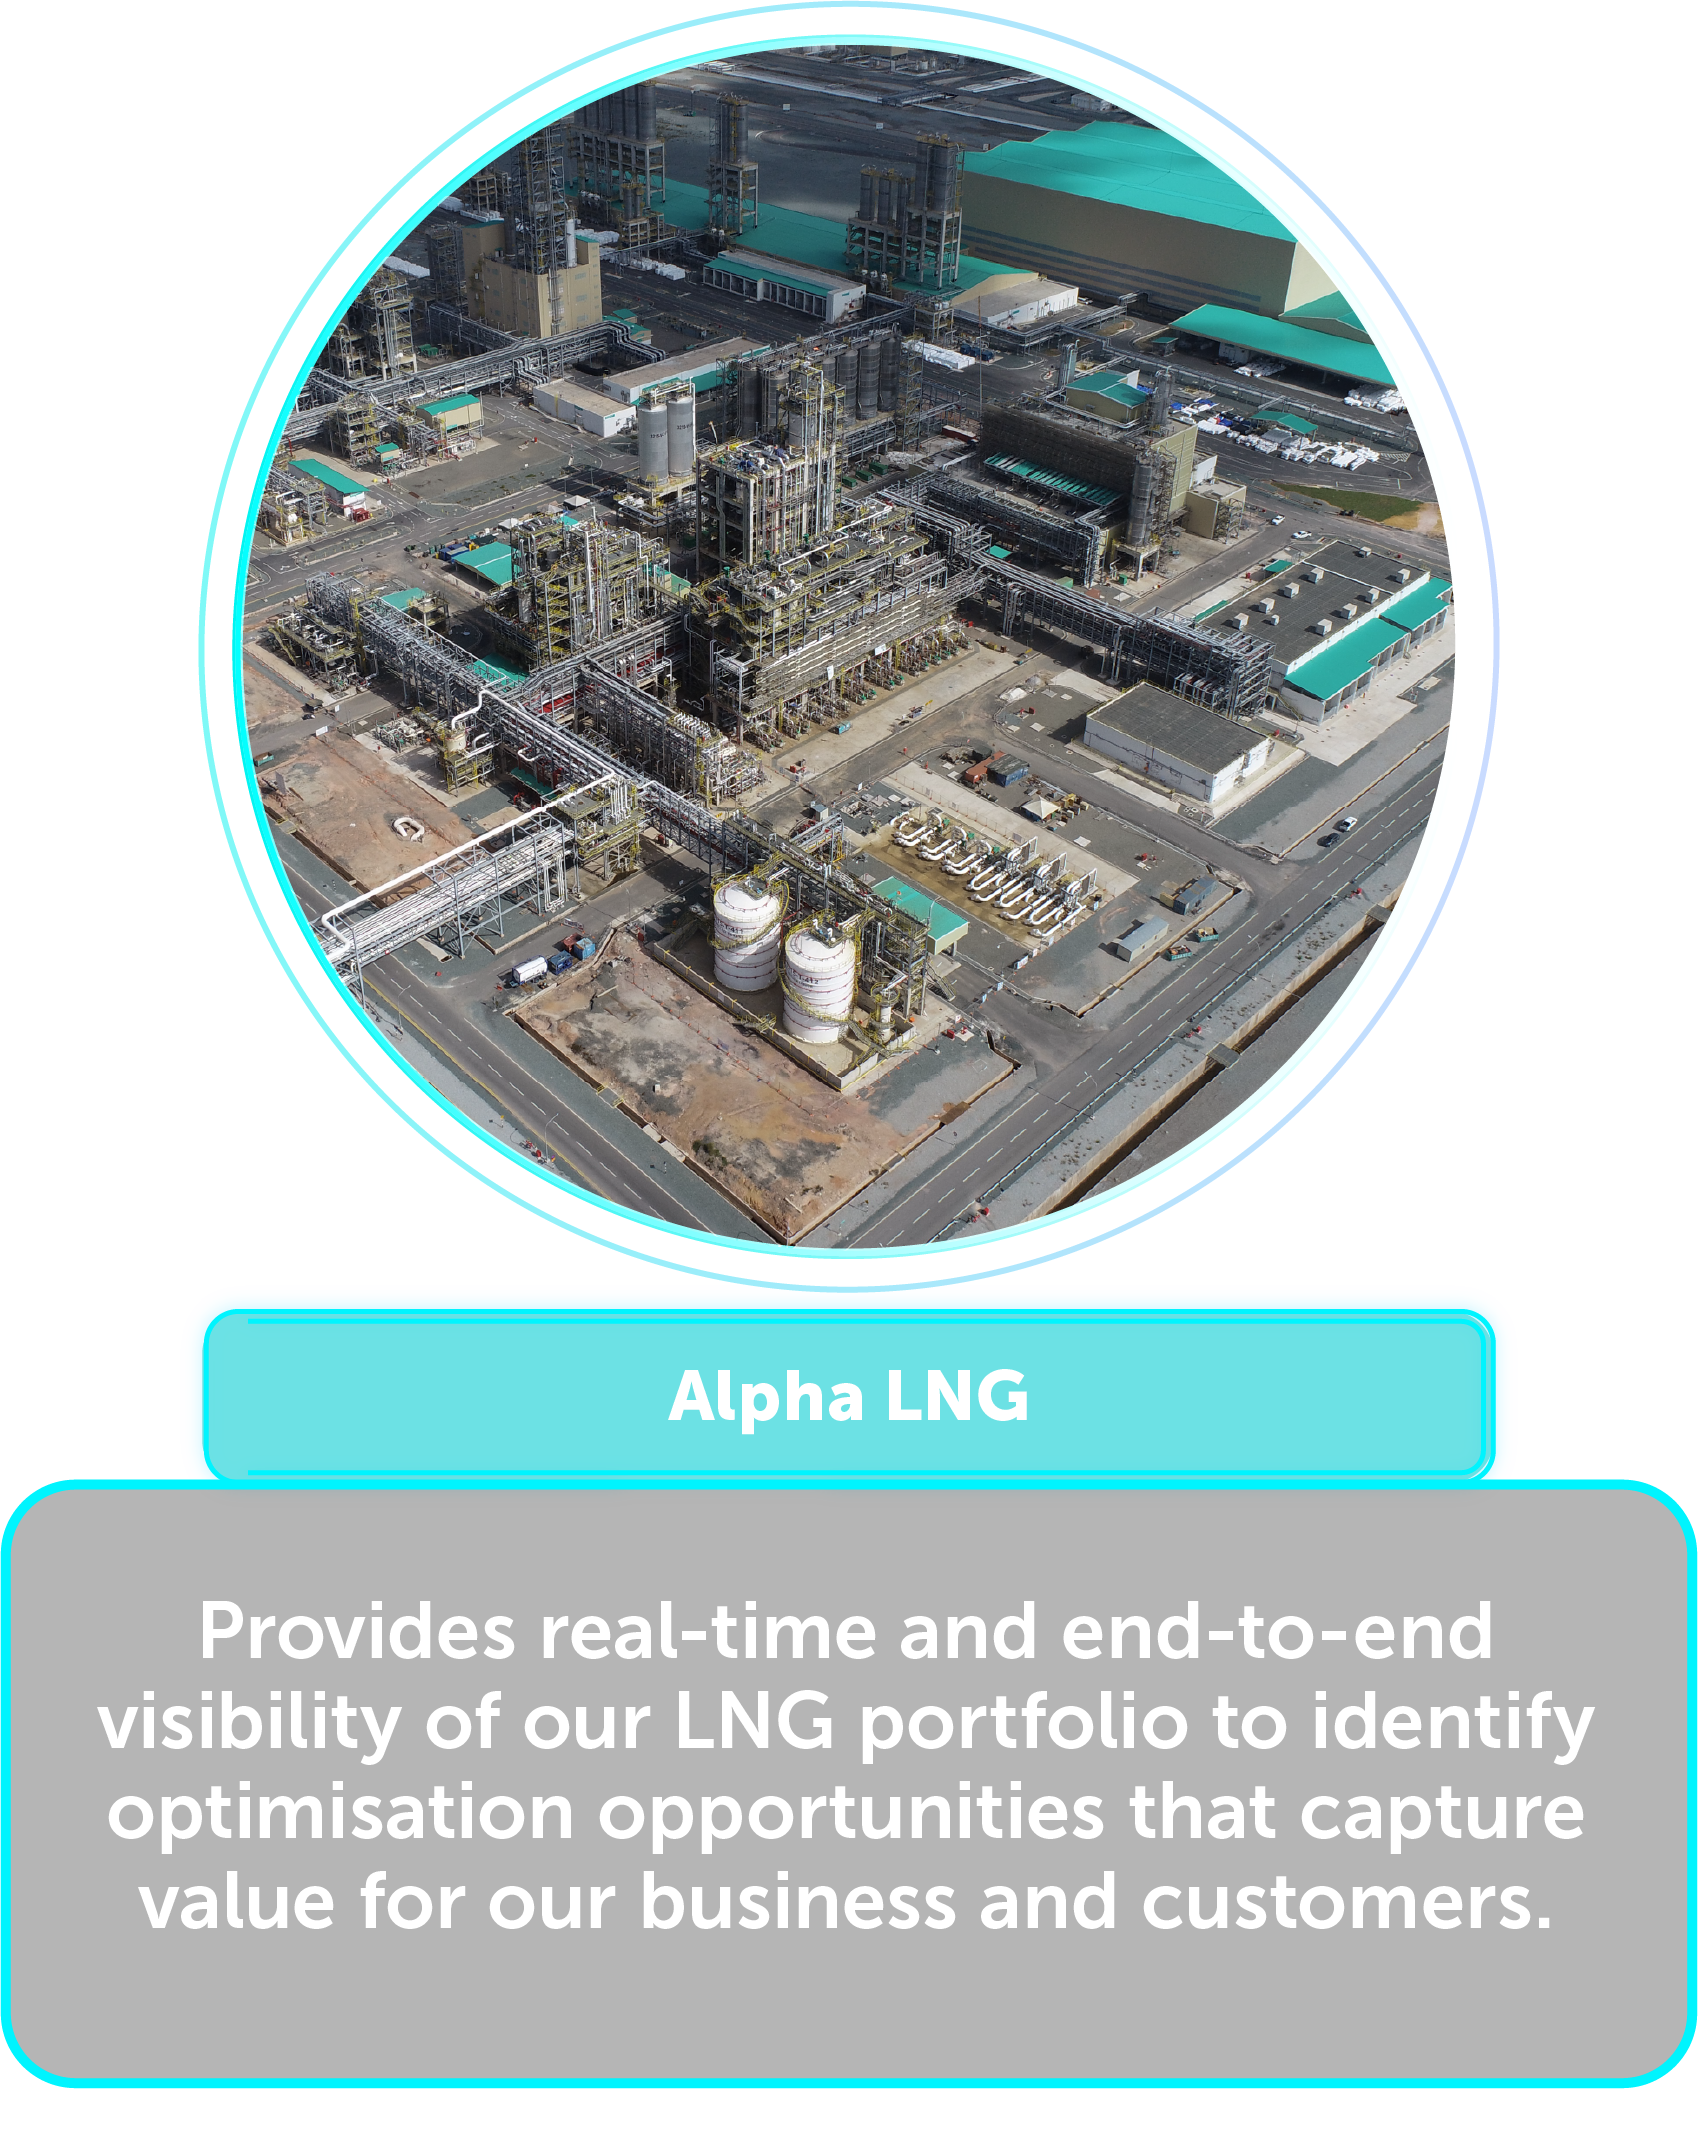 Alpha LNG
Provides real-time and end-to-end
visibility of our LNG portfolio to identify
optimisation opportunities that capture
value for our business and customers.